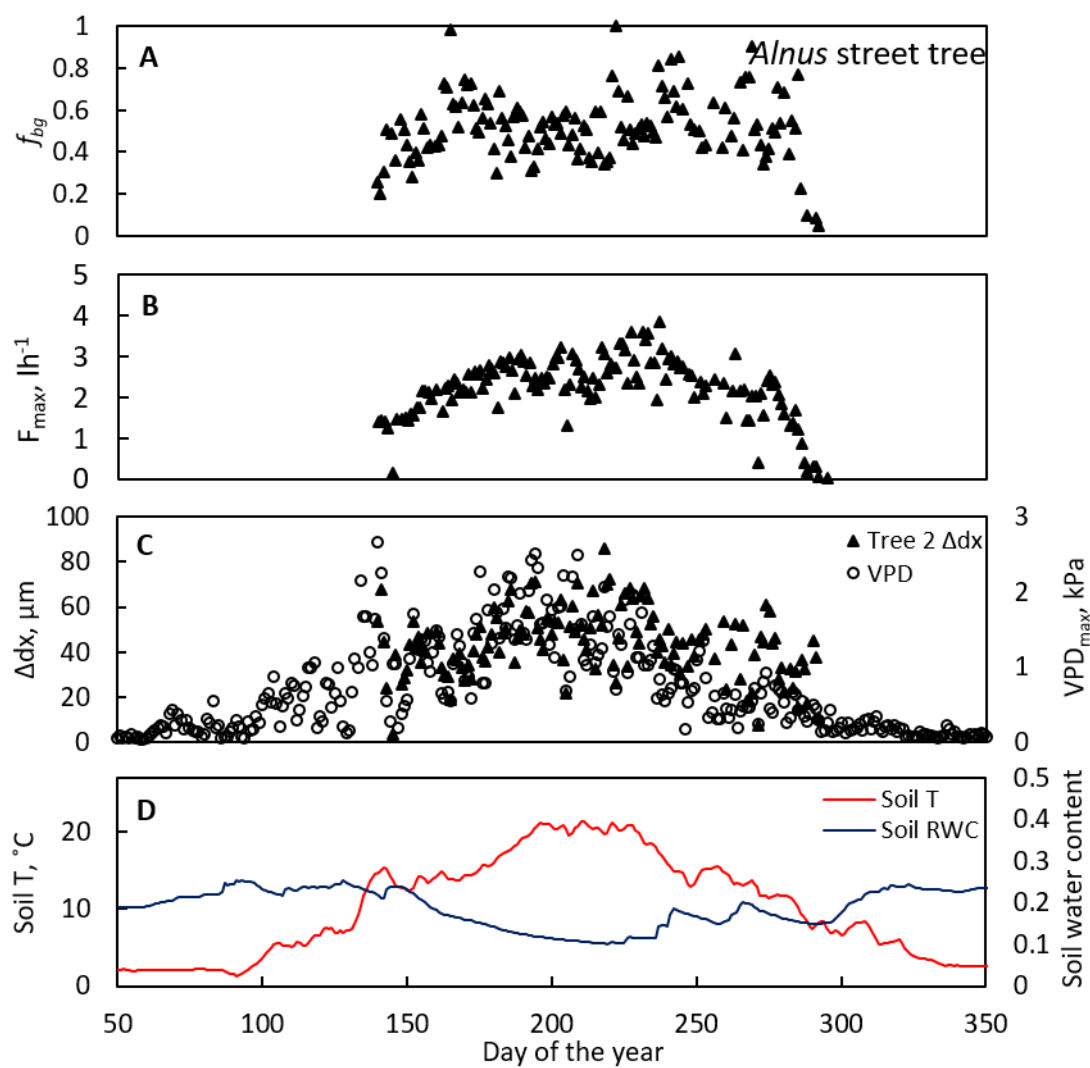 A
Alnus street tree
1
0.8
0.6
0.4
0.2
0
fbg
B
5
4
3
2
1
0
Fmax, lh-1
C
100
80
60
40
20
0
Δdx, μm
Tree 2 Δdx
VPD
3
2
1
0
VPDmax, kPa
D
20
10
0
Soil T, ˚C
Soil T
Soil RWC
0.5
0.4
0.3
0.2
0.1
0
Soil water content
50 100 150 200 250 300 350
Day of the year